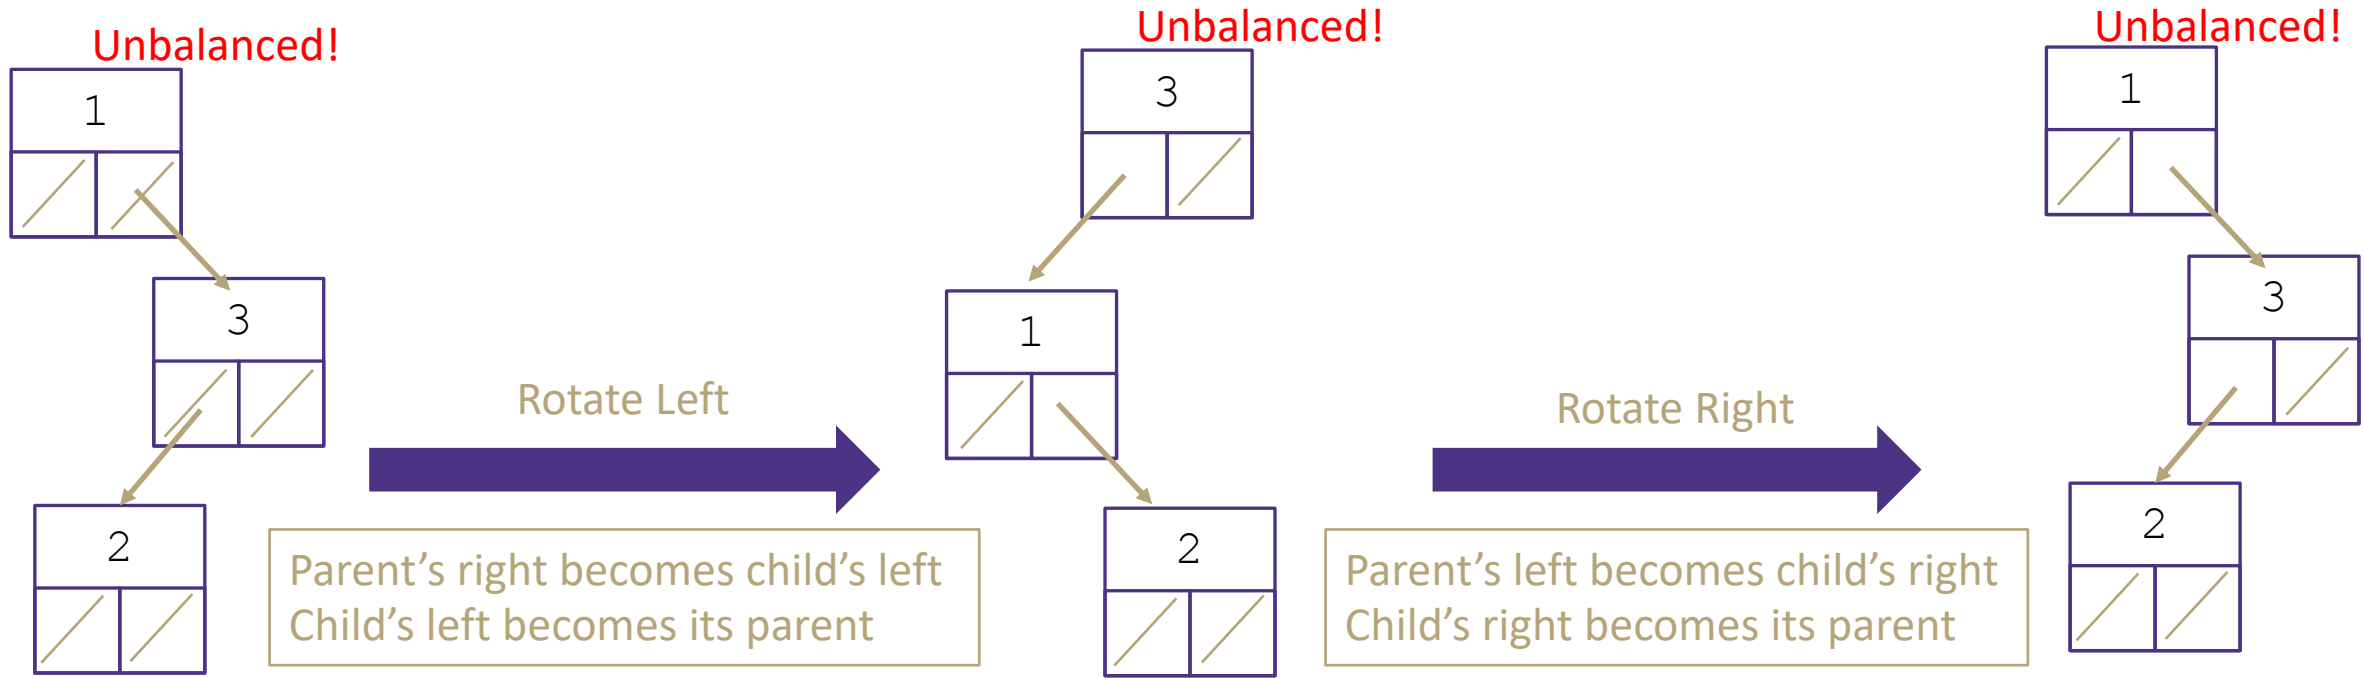 Unbalanced!
1
3
2
Rotate Left
Parent’s right becomes child’s left
Child’s left becomes its parent
Unbalanced!
3
1
2
Rotate Right
Parent’s left becomes child’s right
Child’s right becomes its parent
Unbalanced!
1
3
2